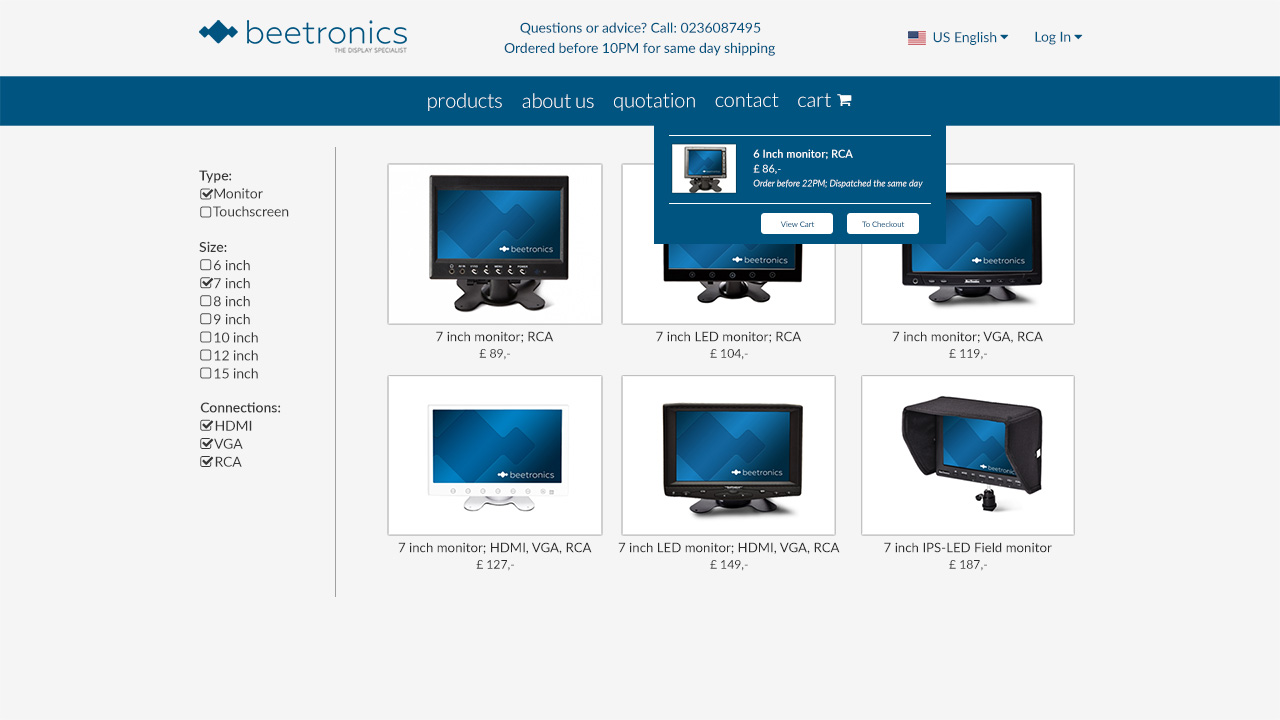 beetronics
THE DISPLAY SPECIALIST
Questions or advice? Call: 0236087495
Ordered before 10PM for same day shipping
US English
Log In
products
about us
quotation
contact
cart
6 Inch monitor; RCA
£ 86,-
Order before 22PM; Dispatched the same day
View Cart
To Checkout
Type:
Monitor
Touchscreen
Size:
6 inch
7 inch
8 inch
9 inch
10 inch
12 inch
15 inch
Connections:
HDMI
VGA
RCA
beetronics
beetronics
beetronics
7 inch monitor; RCA
£ 89,-
7 inch LED monitor; RCA
£ 104,-
7 inch monitor; VGA, RCA
£ 119,-
beetronics
beetronics
beetronics
7 inch monitor; HDMI, VGA, RCA
£ 127,-
7 inch LED monitor; HDMI, VGA, RCA
£ 149,-
7 inch IPS-LED Field monitor
£ 187,-